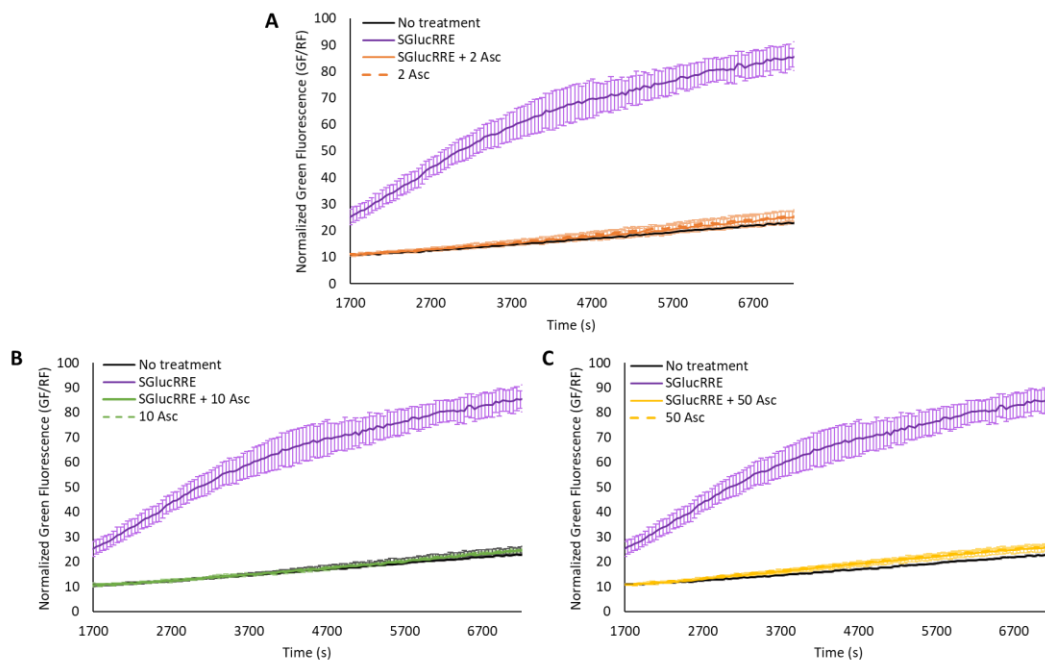 A
No treatment
SGlucRRE
SGlucRRE + 2 Asc
2 Asc
Normalized Green Fluorescence (GF/RF)
100
90
80
70
60
50
40
30
20
10
0
1700 2700 3700 4700 5700 6700
Time (s)
B
No treatment
SGlucRRE
SGlucRRE + 10 Asc
10 Asc
Normalized Green Fluorescence (GF/RF)
100
90
80
70
60
50
40
30
20
10
0
1700 2700 3700 4700 5700 6700
Time (s)
C
No treatment
SGlucRRE
SGlucRRE + 50 Asc
50 Asc
Normalized Green Fluorescence (GF/RF)
100
90
80
70
60
50
40
30
20
10
0
1700 2700 3700 4700 5700 6700
Time (s)